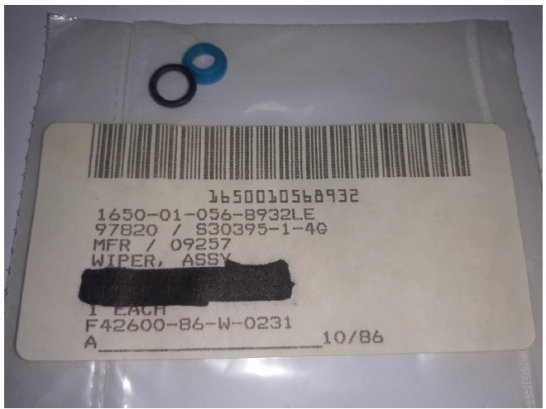 1650010568932
1650-01-056-8932LE
97820 / S30395-1-4G
MFR / 09257
WIPER, ASSY
1 EACH
F42600-86-W-0231
A____________________10/86